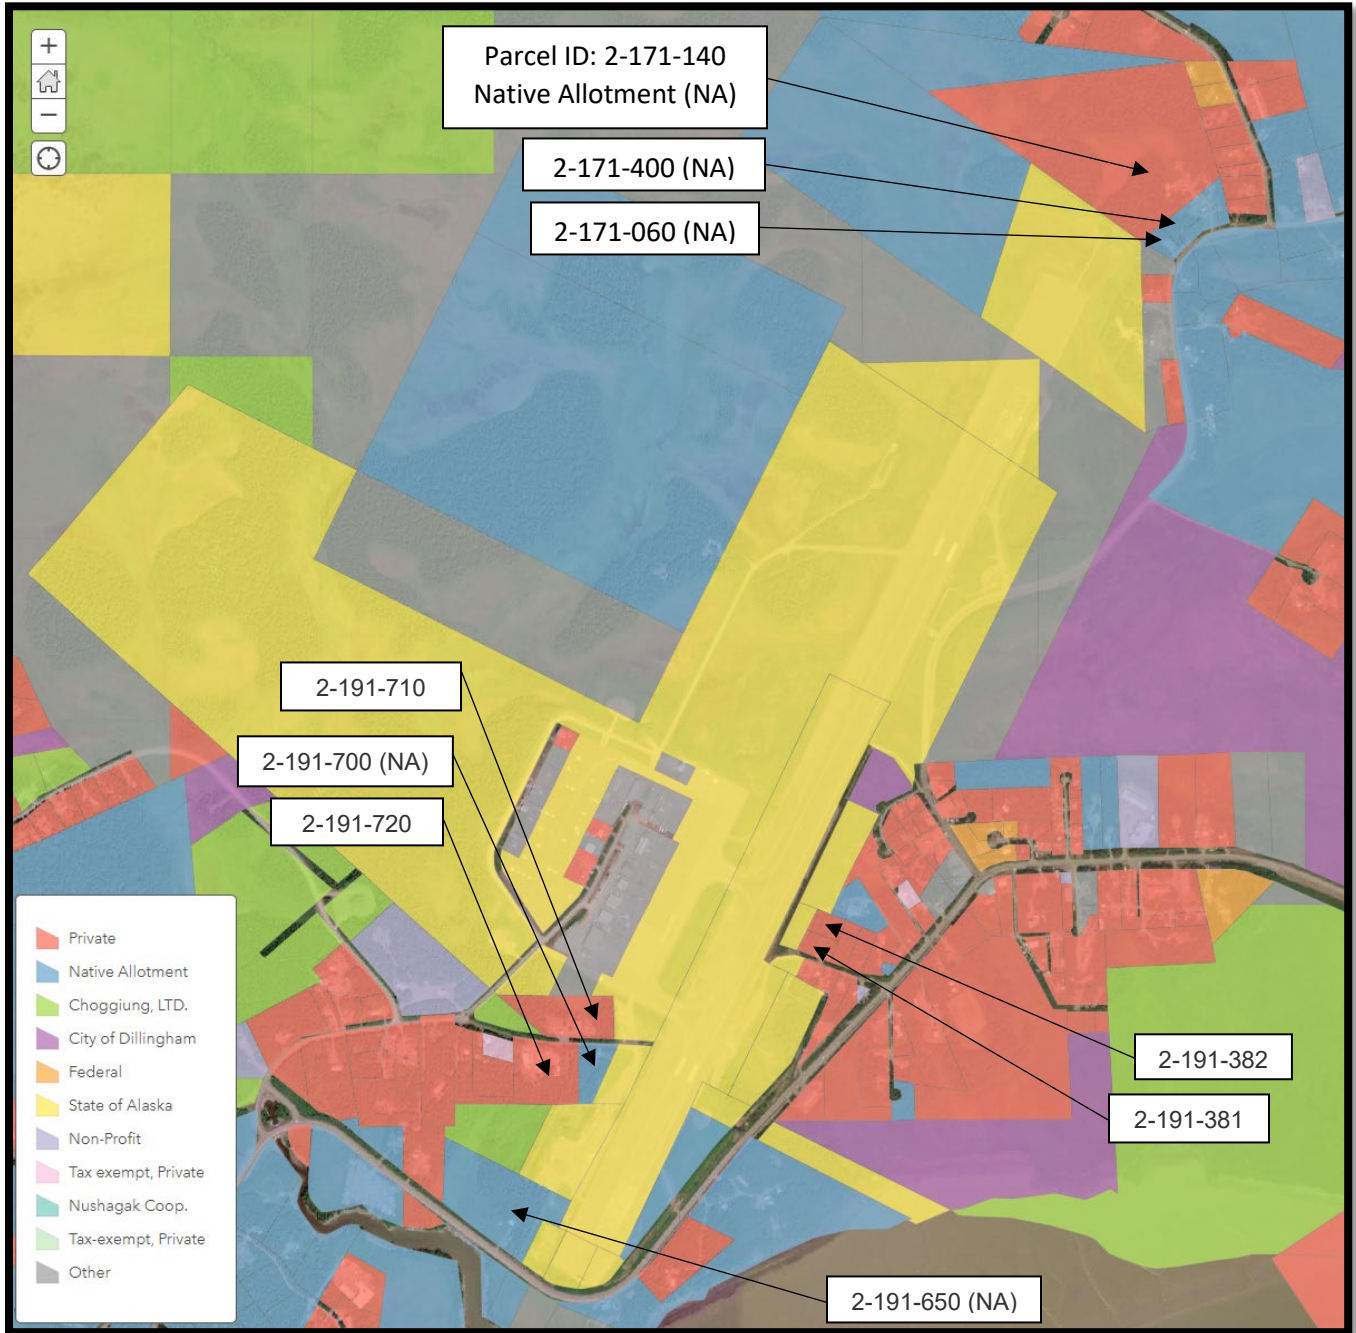 +
−
Parcel ID: 2-171-140
Native Allotment (NA)
2-171-400 (NA)
2-171-060 (NA)
2-191-710
2-191-700 (NA)
2-191-720
Private
Native Allotment
Choggiung, LTD.
City of Dillingham
Federal
State of Alaska
Non-Profit
Tax exempt, Private
Nushagak Coop.
Tax-exempt, Private
Other
2-191-382
2-191-381
2-191-650 (NA)